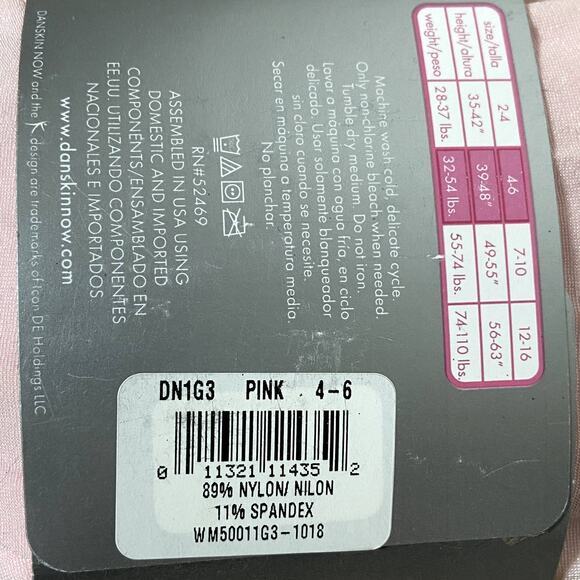 size/talla 2-4 4-6 7-10 12-16
height/altura 35-42" 39-48" 49-55" 56-63"
weight/peso 28-37 lbs. 32-54 lbs. 55-74 lbs. 74-110 lbs.
Machine wash cold, delicate cycle.
Only non-chlorine bleach when needed.
Tumble dry medium. Do not iron.
Lavar a maquina con agua fría, en ciclo
delicado. Usar solamente blanqueador
sin cloro cuando se necesite.
Secar en máquina a temperatura media.
No planchar.
RN#52469
ASSEMBLED IN USA USING
DOMESTIC AND IMPORTED
COMPONENTS/ENSAMBLADO EN
EE.UU. UTILIZANDO COMPONENTES
NACIONALES E IMPORTADOS
www.danskinnow.com
DANSKIN NOW and the K design are trademarks of Icon DE Holdings LLC
DN1G3 PINK . 4-6
0 11321 11435 2
89% NYLON/ NILON
11% SPANDEX
WM50011G3-1018